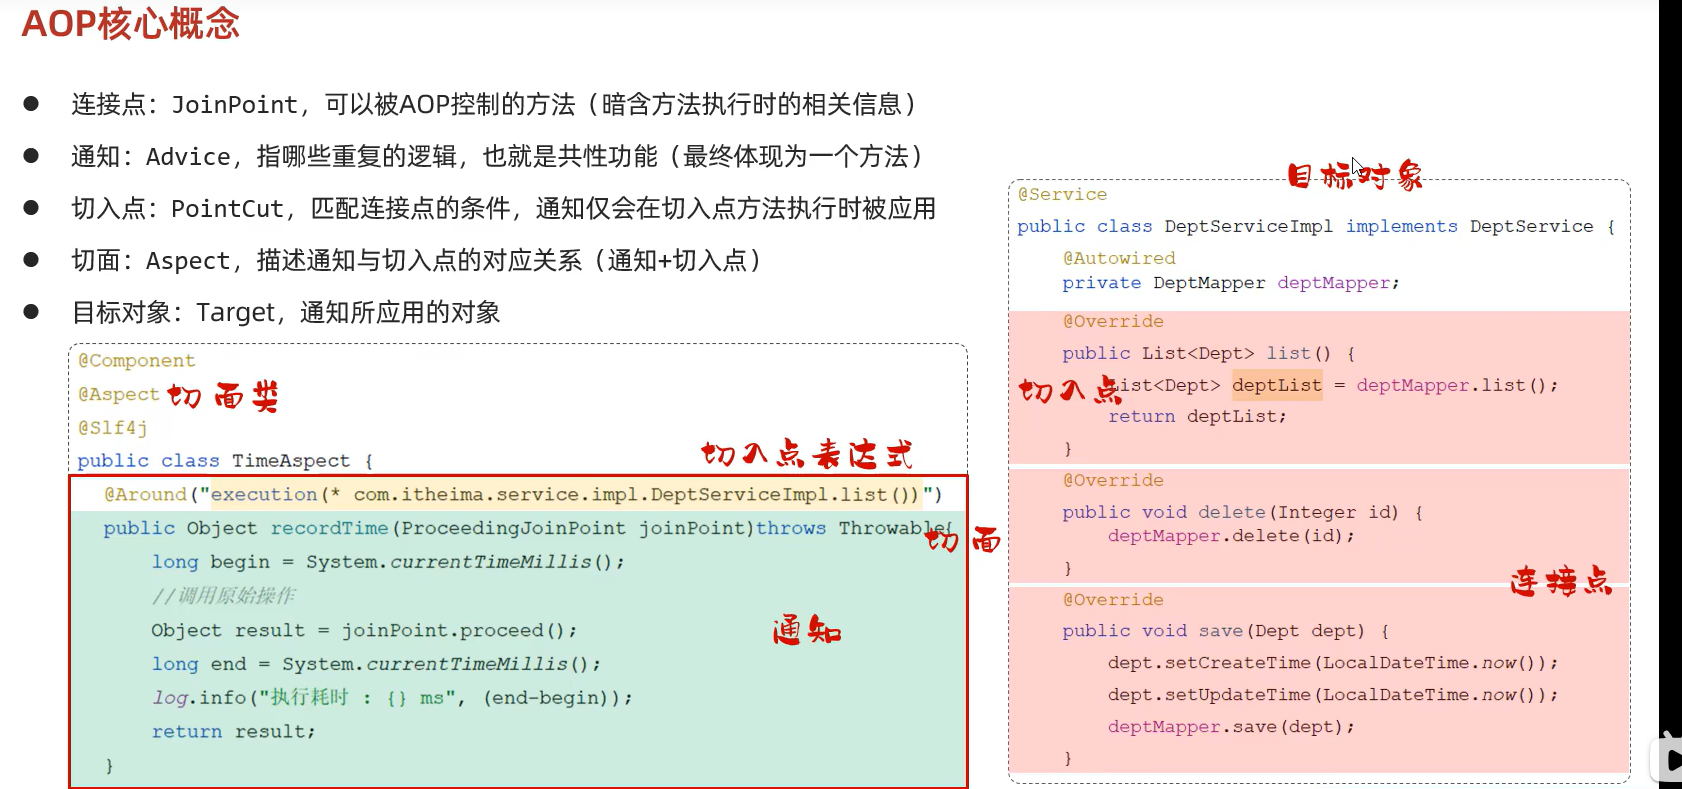 AOP核心概念
● 连接点：JoinPoint，可以被AOP控制的方法（暗含方法执行时的相关信息）
● 通知：Advice，指哪些重复的逻辑，也就是共性功能（最终体现为一个方法）
● 切入点：PointCut，匹配连接点的条件，通知仅会在切入点方法执行时被应用
● 切面：Aspect，描述通知与切入点的对应关系（通知+切入点）
● 目标对象：Target，通知所应用的对象
@Component
@Aspect 切面类
@Slf4j
public class TimeAspect {
切入点表达式
@Around("execution(* com.itheima.service.impl.DeptServiceImpl.list())")
public Object recordTime(ProceedingJoinPoint joinPoint)throws Throwable{
切面
long begin = System.currentTimeMillis();
//调用原始操作
Object result = joinPoint.proceed();
通知
long end = System.currentTimeMillis();
log.info("执行耗时 : {} ms", (end-begin));
return result;
}
目标对象
@Service
public class DeptServiceImpl implements DeptService {
@Autowired
private DeptMapper deptMapper;
@Override
public List<Dept> list() {
切入点
List<Dept> deptList = deptMapper.list();
return deptList;
}
@Override
public void delete(Integer id) {
deptMapper.delete(id);
}
连接点
@Override
public void save(Dept dept) {
dept.setCreateTime(LocalDateTime.now());
dept.setUpdateTime(LocalDateTime.now());
deptMapper.save(dept);
}